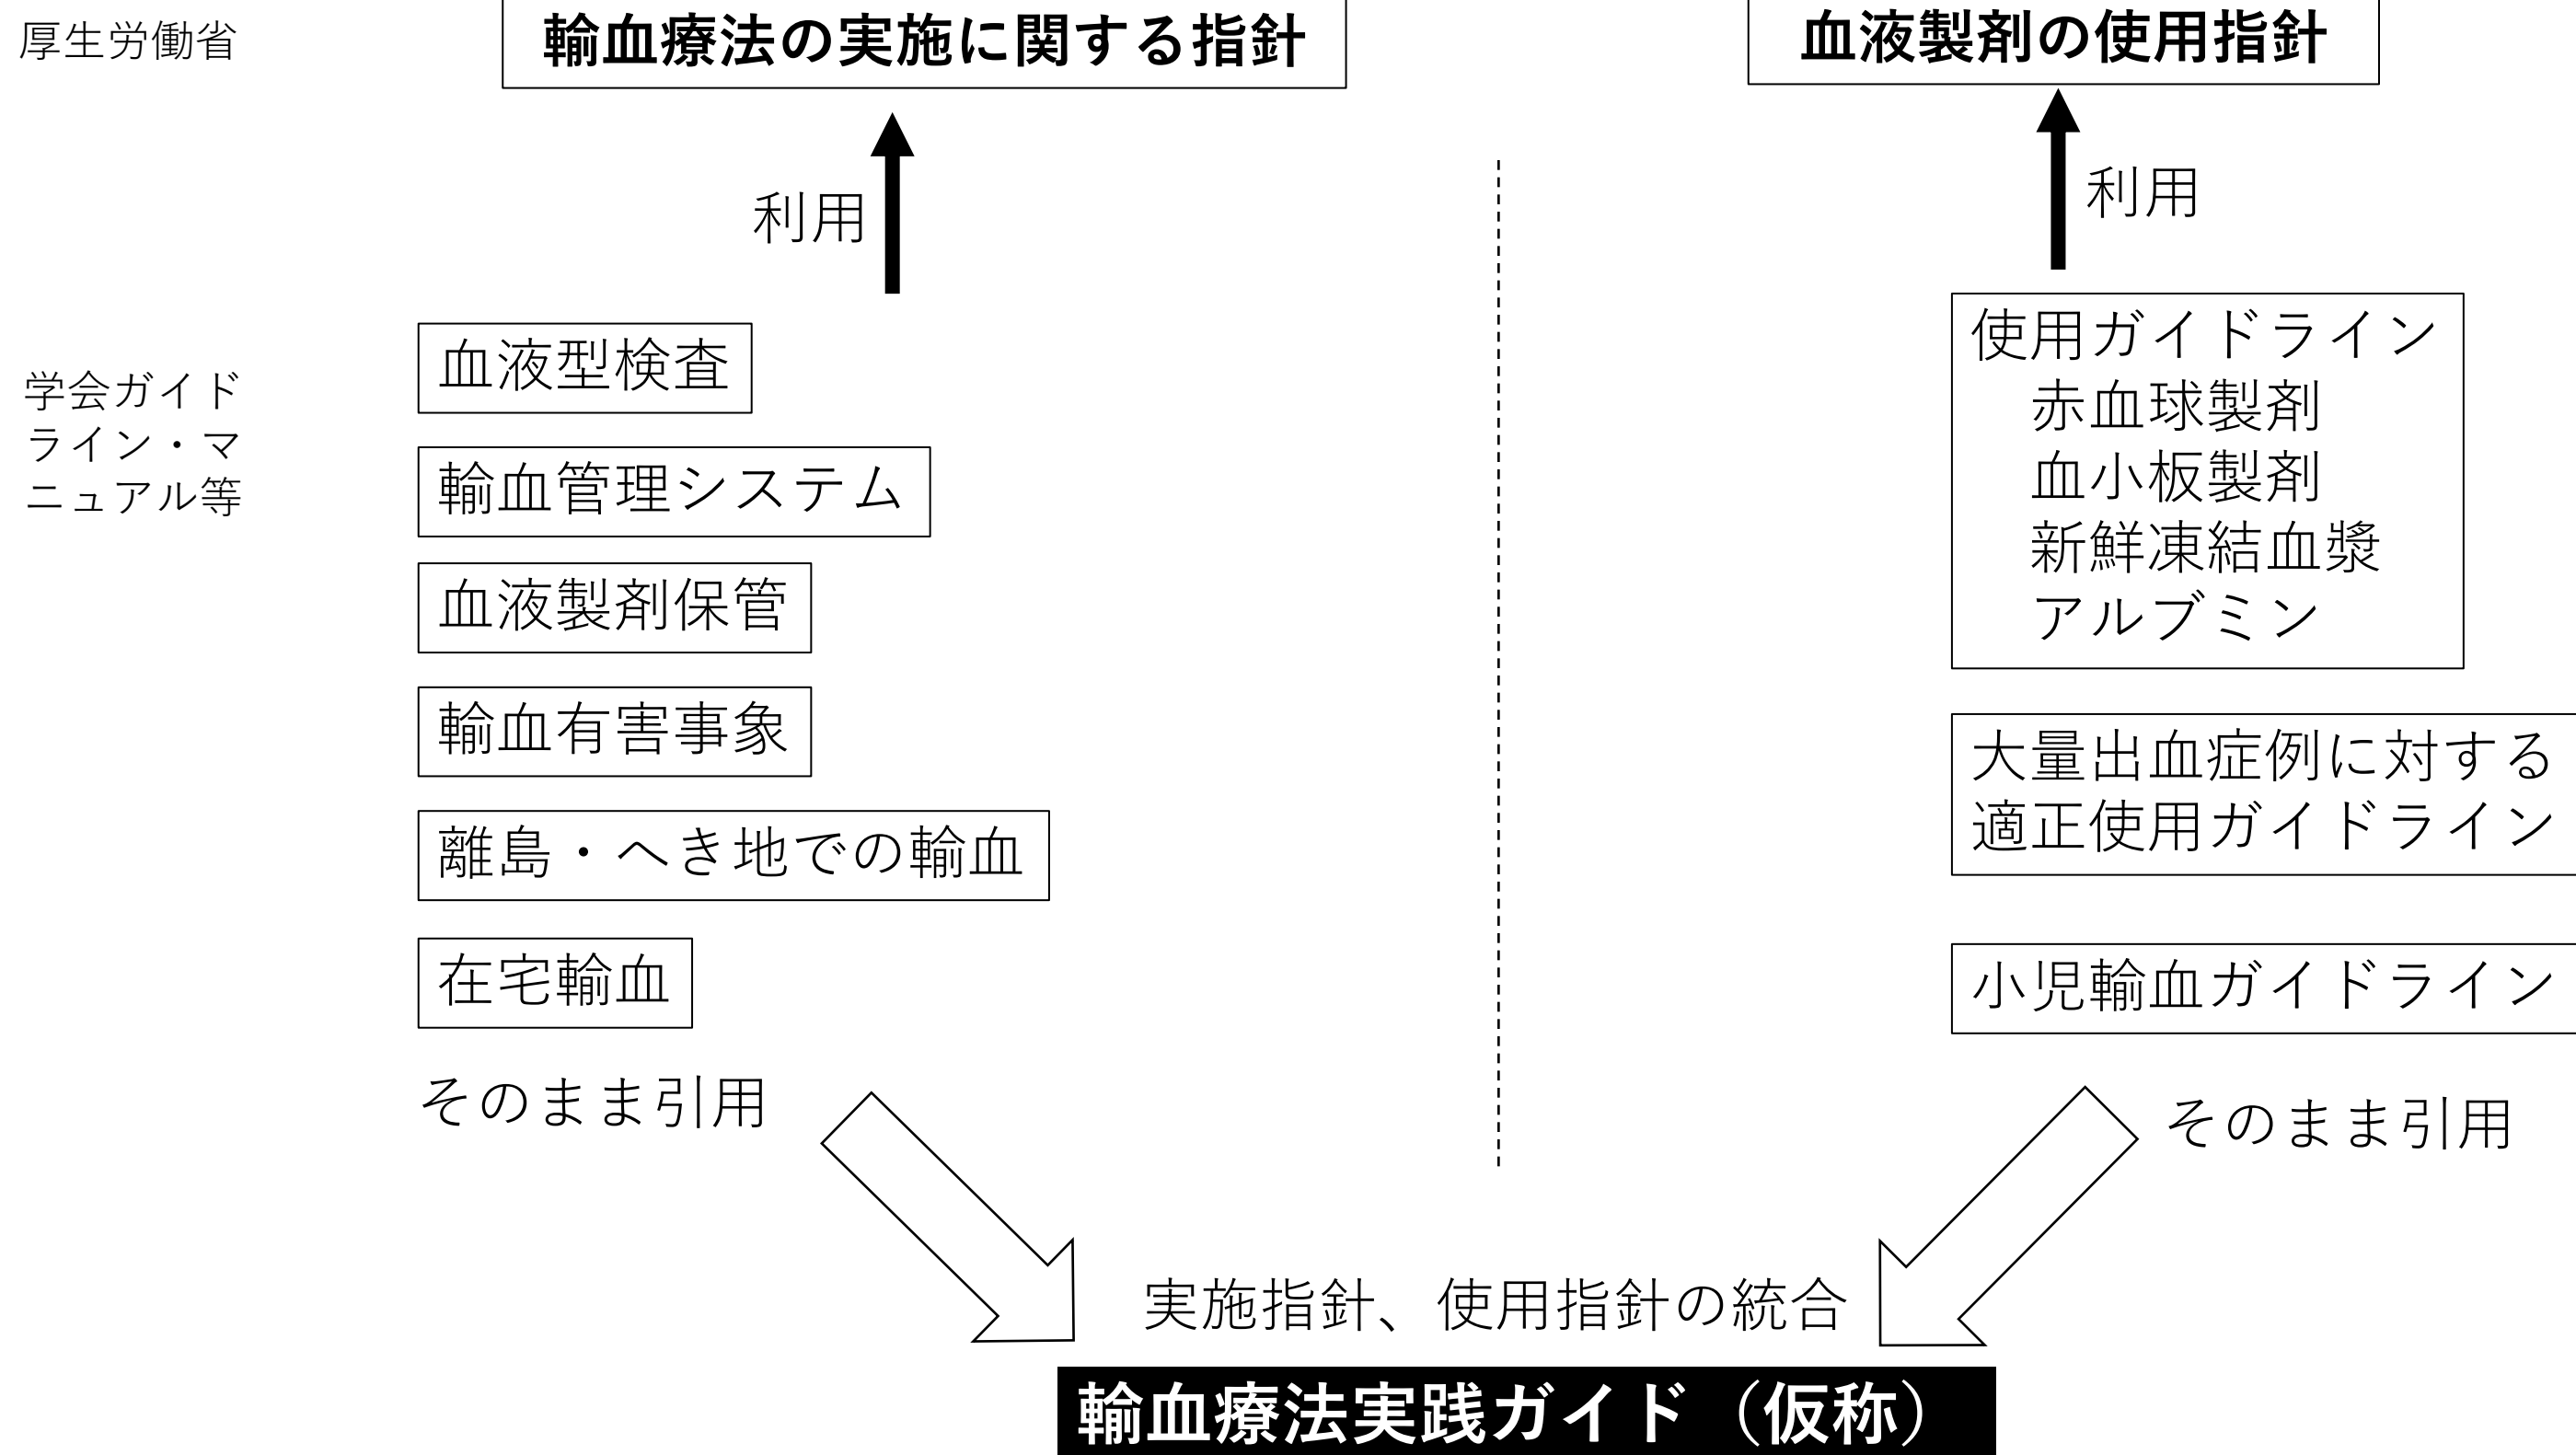 厚生労働省
輸血療法の実施に関する指針
血液製剤の使用指針
利用
利用
学会ガイド
ライン・マ
ニュアル等
血液型検査
輸血管理システム
血液製剤保管
輸血有害事象
離島・へき地での輸血
在宅輸血
そのまま引用
使用ガイドライン
赤血球製剤
血小板製剤
新鮮凍結血漿
アルブミン
大量出血症例に対する
適正使用ガイドライン
小児輸血ガイドライン
そのまま引用
実施指針、使用指針の統合
輸血療法実践ガイド（仮称）